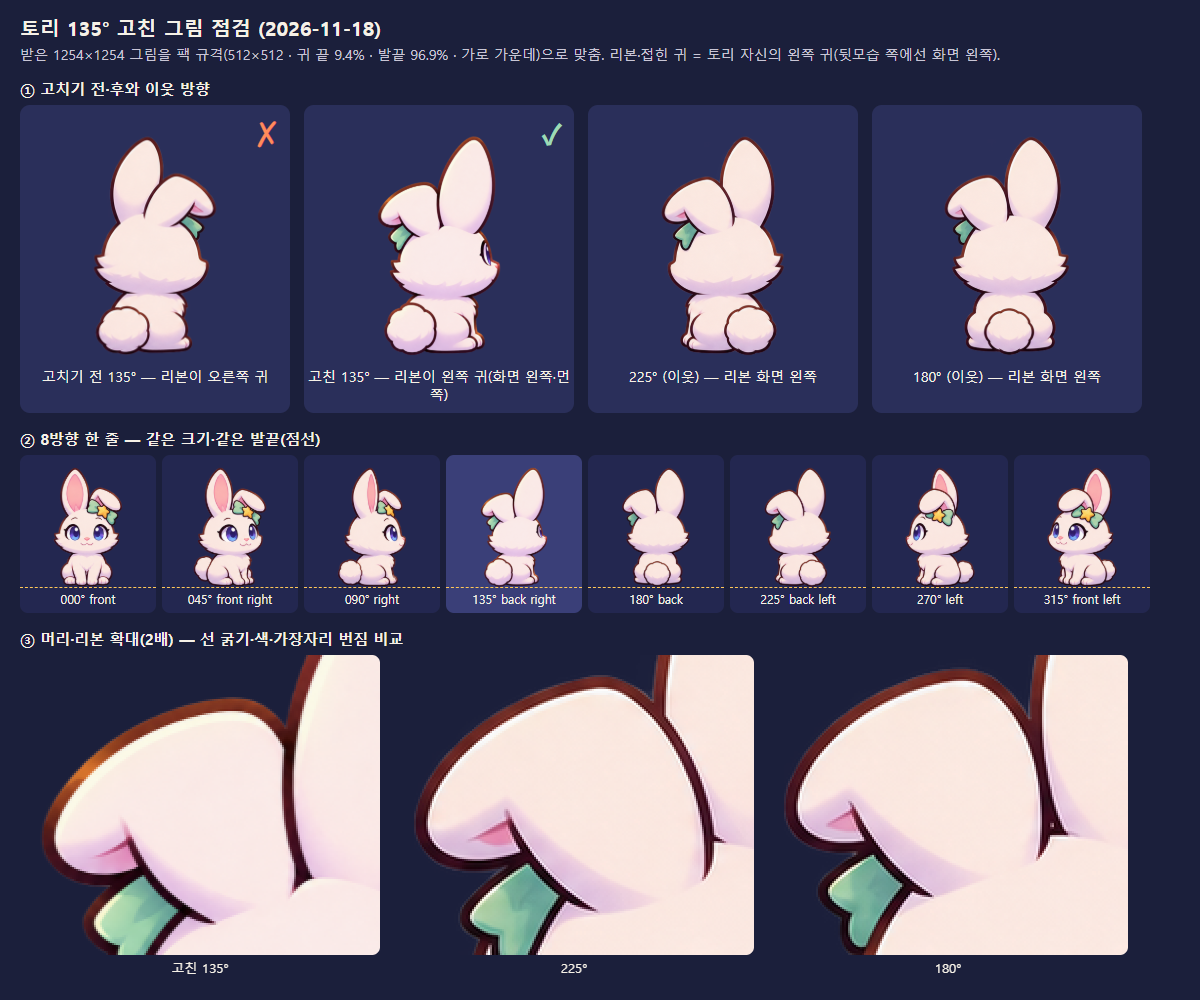 토리 135° 고친 그림 점검 (2026-11-18)
받은 1254×1254 그림을 팩 규격(512×512 · 귀 끝 9.4% · 발끝 96.9% · 가로 가운데)으로 맞춤. 리본·접힌 귀 = 토리 자신의 왼쪽 귀(뒷모습 쪽에선 화면 왼쪽).
① 고치기 전·후와 이웃 방향
✗
✓
고치기 전 135° — 리본이 오른쪽 귀
고친 135° — 리본이 왼쪽 귀(화면 왼쪽·먼
쪽)
225° (이웃) — 리본 화면 왼쪽
180° (이웃) — 리본 화면 왼쪽
② 8방향 한 줄 — 같은 크기·같은 발끝(점선)
000° front
045° front right
090° right
135° back right
180° back
225° back left
270° left
315° front left
③ 머리·리본 확대(2배) — 선 굵기·색·가장자리 번짐 비교
고친 135°
225°
180°